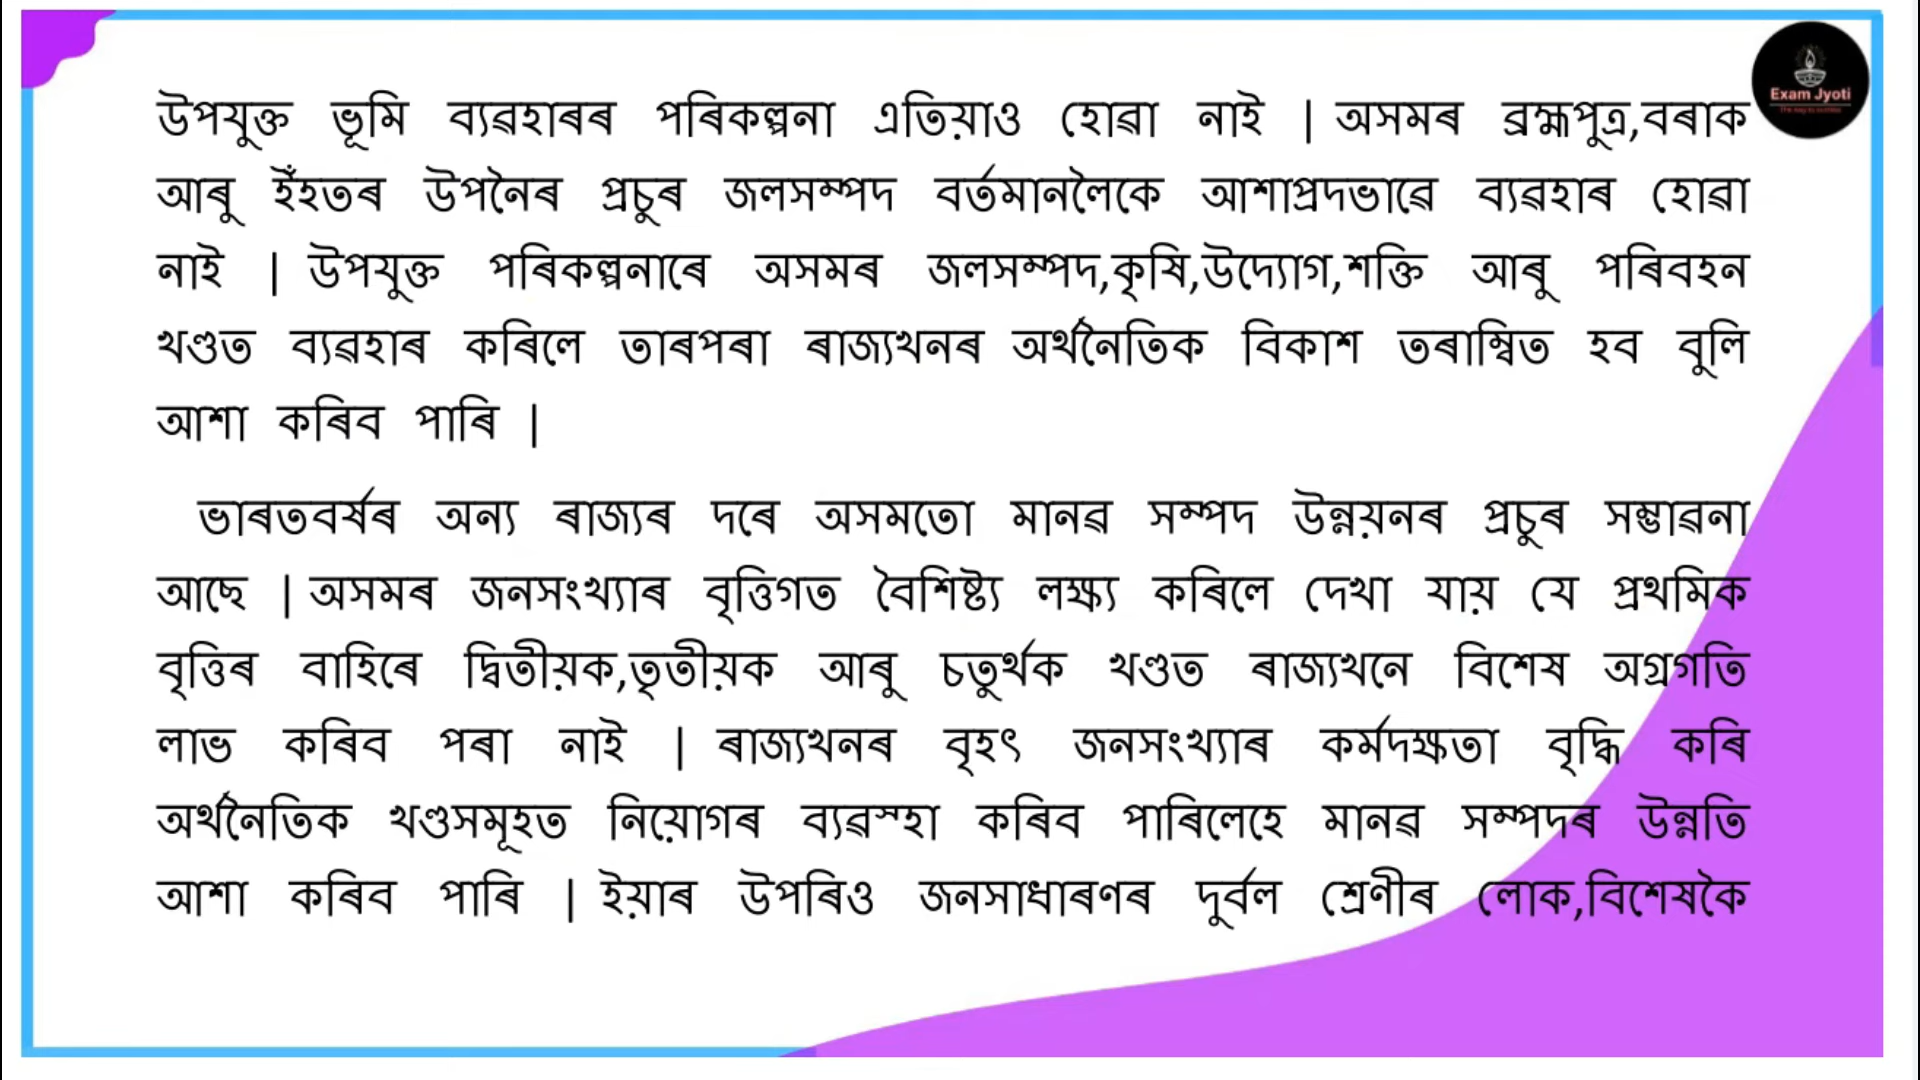 উপযুক্ত ভূমি ব্যৱহাৰৰ পৰিকল্পনা এতিয়াও হোৱা নাই | অসমৰ ব্ৰহ্মপুত্ৰ,বৰাক
Exam Jyoti
আৰু ইঁহতৰ উপনৈৰ প্ৰচুৰ জলসম্পদ বৰ্তমানলৈকে আশাপ্ৰদভাৱে ব্যৱহাৰ হোৱা
নাই | উপযুক্ত পৰিকল্পনাৰে অসমৰ জলসম্পদ,কৃষি,উদ্যোগ,শক্তি আৰু পৰিবহন
খণ্ডত ব্যৱহাৰ কৰিলে তাৰপৰা ৰাজ্যখনৰ অৰ্থনৈতিক বিকাশ তৰাম্বিত হব বুলি
আশা কৰিব পাৰি |
ভাৰতবৰ্ষৰ অন্য ৰাজ্যৰ দৰে অসমতো মানৱ সম্পদ উন্নয়নৰ প্ৰচুৰ সম্ভাৱনা
আছে | অসমৰ জনসংখ্যাৰ বৃত্তিগত বৈশিষ্ট্য লক্ষ্য কৰিলে দেখা যায় যে প্ৰথমিক
বৃত্তিৰ বাহিৰে দ্বিতীয়ক,তৃতীয়ক আৰু চতুৰ্থক খণ্ডত ৰাজ্যখনে বিশেষ অগ্ৰগতি
লাভ কৰিব পৰা নাই | ৰাজ্যখনৰ বৃহৎ জনসংখ্যাৰ কৰ্মদক্ষতা বৃদ্ধি কৰি
অৰ্থনৈতিক খণ্ডসমূহত নিয়োগৰ ব্যৱস্হা কৰিব পাৰিলেহে মানৱ সম্পদৰ উন্নতি
আশা কৰিব পাৰি | ইয়াৰ উপৰিও জনসাধাৰণৰ দুৰ্বল শ্ৰেণীৰ লোক,বিশেষকৈ